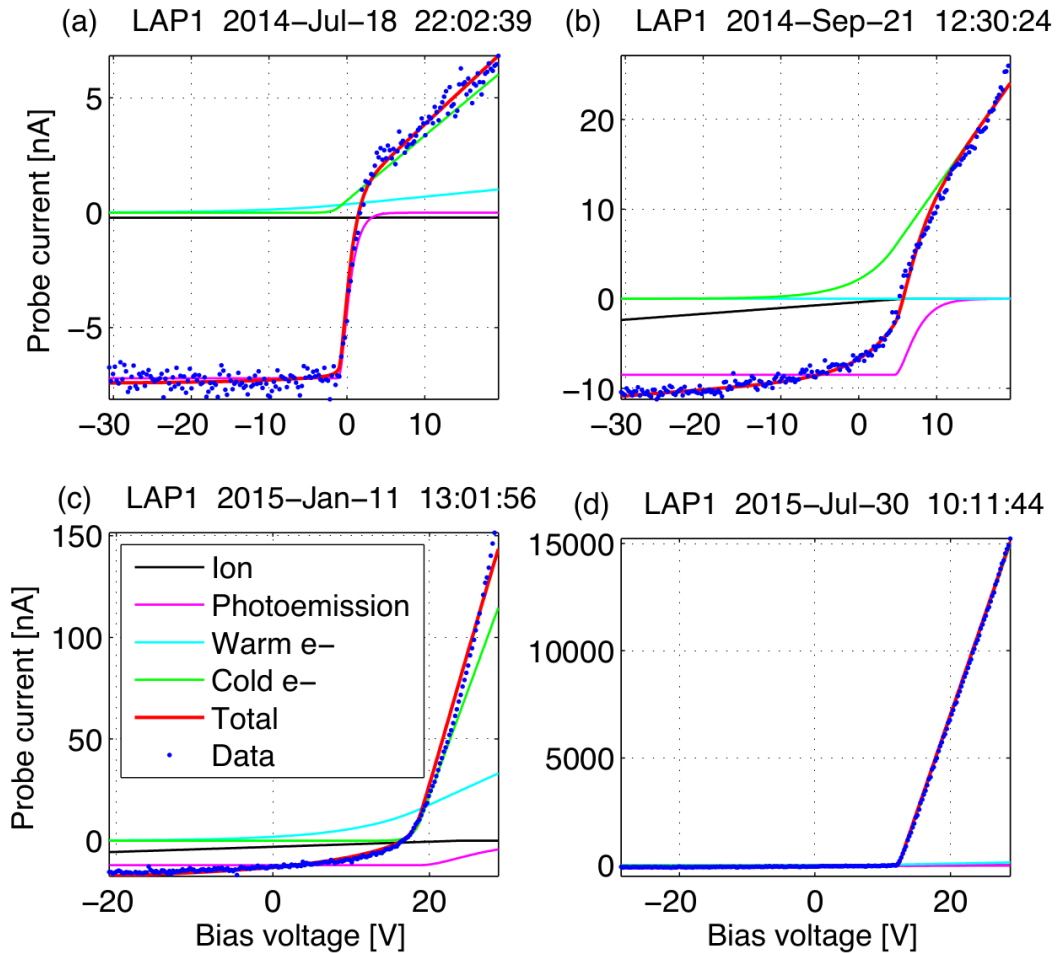 (a) LAP1 2014−Jul−18 22:02:39
(b) LAP1 2014−Sep−21 12:30:24
Probe current [nA]
5
0
−5
−30 −20 −10 0 10
20
10
0
−10
−30 −20 −10 0 10
(c) LAP1 2015−Jan−11 13:01:56
(d) LAP1 2015−Jul−30 10:11:44
Probe current [nA]
150
100
50
0
−20 0 20
Bias voltage [V]
Ion
Photoemission
Warm e−
Cold e−
Total
Data
15000
10000
5000
0
−20 0 20
Bias voltage [V]